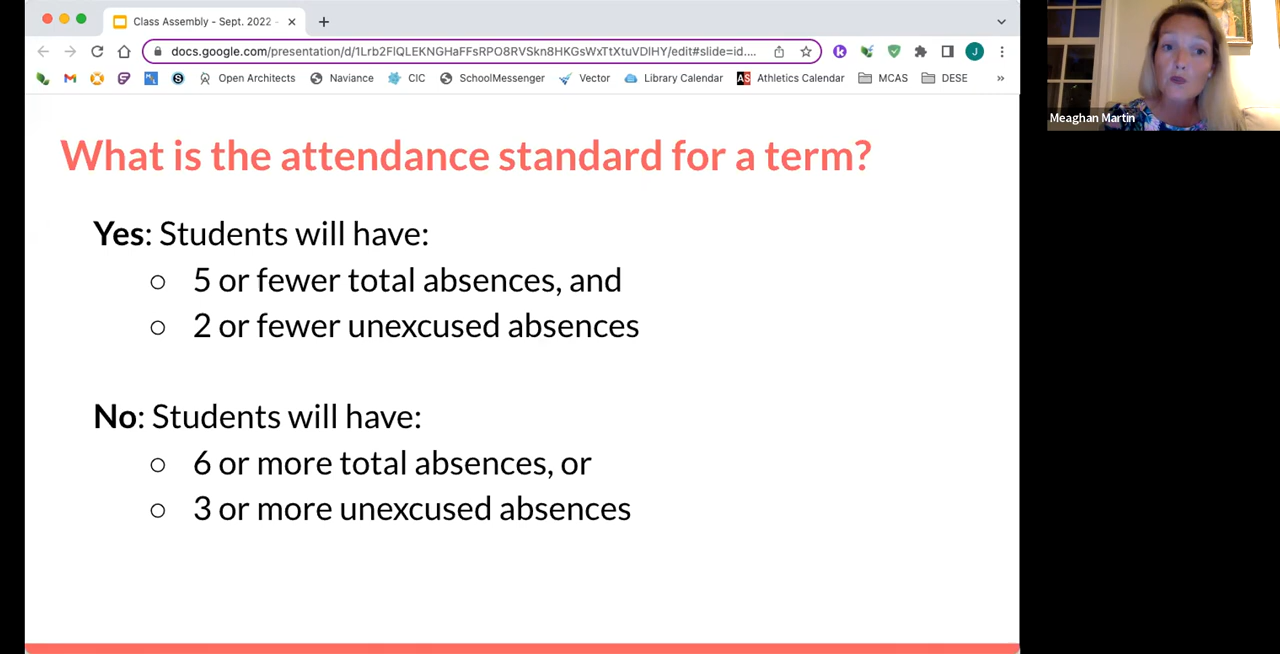 Class Assembly - Sept. 2022 -
docs.google.com/presentation/d/1Lrb2FlQLEKNGHaFFsRPO8RVSkn8HKGsWxTtXtuVDlHY/edit#slide=id....
J
Open Architects Naviance CIC SchoolMessenger Vector Library Calendar AS Athletics Calendar MCAS DESE »
Meaghan Martin
What is the attendance standard for a term?
Yes: Students will have:
○ 5 or fewer total absences, and
○ 2 or fewer unexcused absences
No: Students will have:
○ 6 or more total absences, or
○ 3 or more unexcused absences